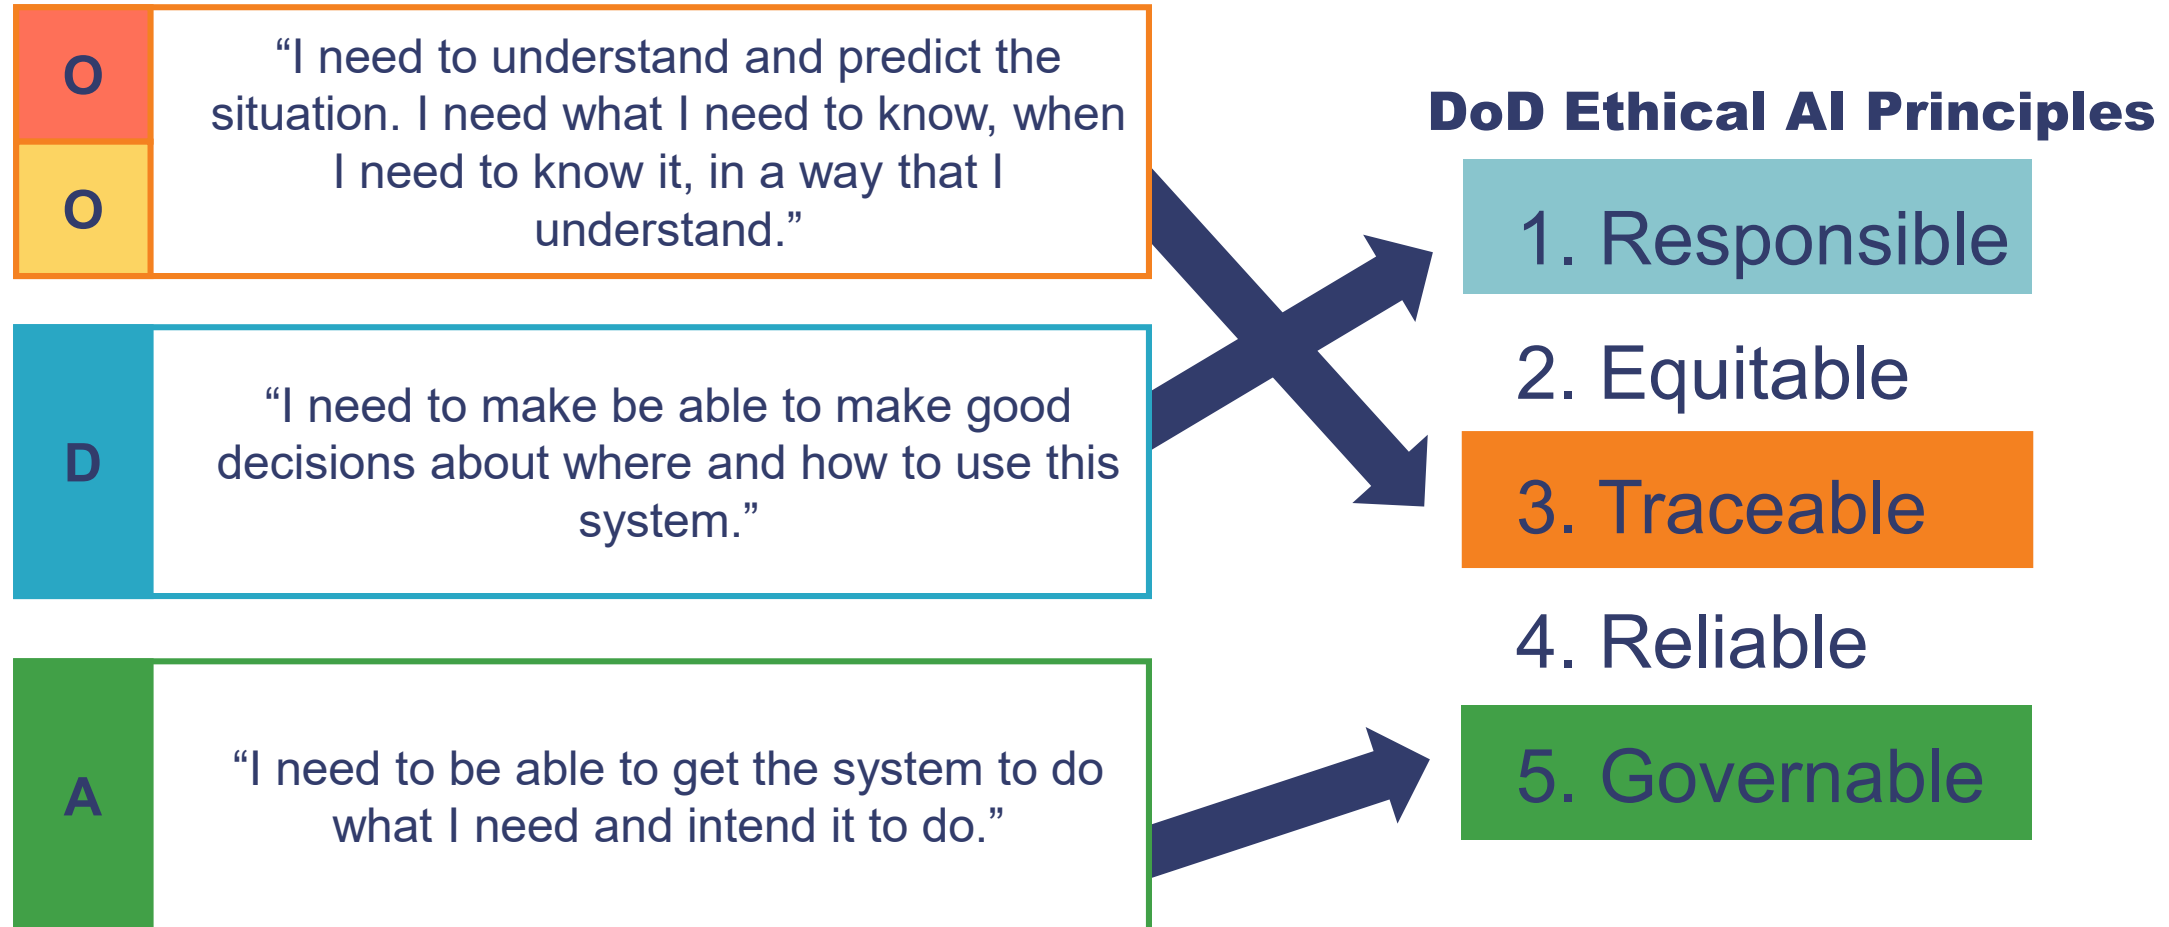 O
O
“I need to understand and predict the
situation. I need what I need to know, when
I need to know it, in a way that I
understand.”
D
“I need to make be able to make good
decisions about where and how to use this
system.”
A
“I need to be able to get the system to do
what I need and intend it to do.”
DoD Ethical AI Principles
1. Responsible
2. Equitable
3. Traceable
4. Reliable
5. Governable